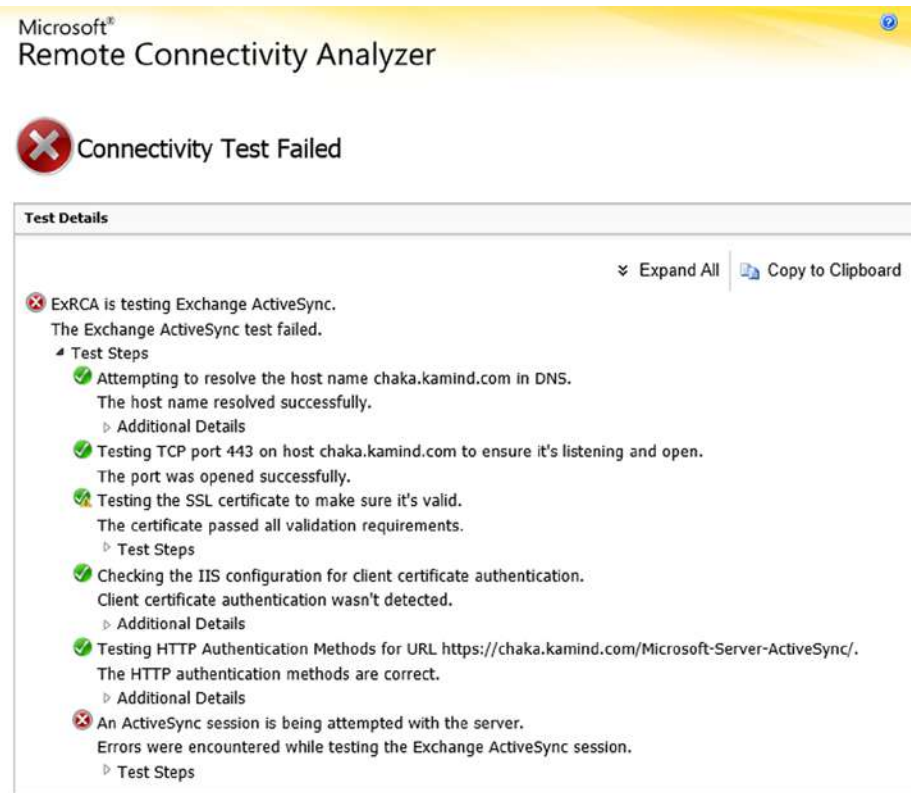 Microsoft®
Remote Connectivity Analyzer
Connectivity Test Failed
Test Details
Expand All
Copy to Clipboard
ExRCA is testing Exchange ActiveSync.
The Exchange ActiveSync test failed.
Test Steps
Attempting to resolve the host name chaka.kamind.com in DNS.
The host name resolved successfully.
Additional Details
Testing TCP port 443 on host chaka.kamind.com to ensure it's listening and open.
The port was opened successfully.
Testing the SSL certificate to make sure it's valid.
The certificate passed all validation requirements.
Test Steps
Checking the IIS configuration for client certificate authentication.
Client certificate authentication wasn't detected.
Additional Details
Testing HTTP Authentication Methods for URL https://chaka.kamind.com/Microsoft-Server-ActiveSync/.
The HTTP authentication methods are correct.
Additional Details
An ActiveSync session is being attempted with the server.
Errors were encountered while testing the Exchange ActiveSync session.
Test Steps